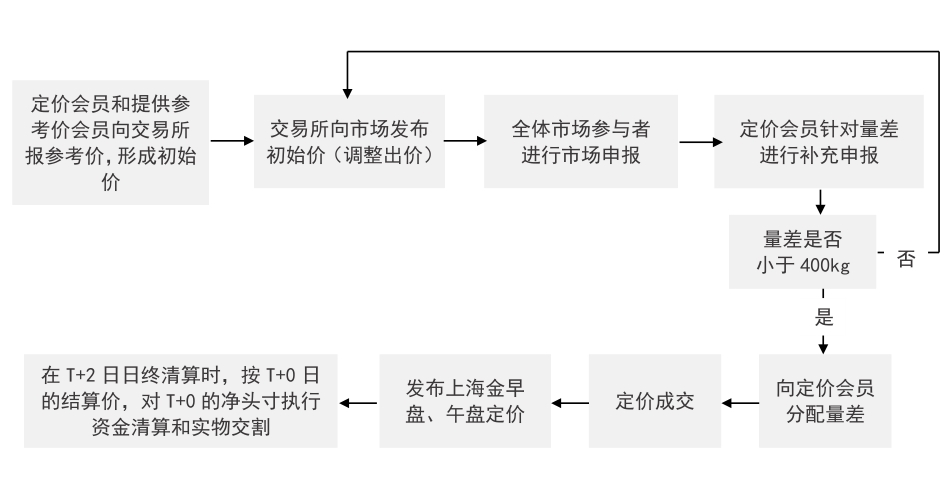 定价会员和提供参
考价会员向交易所
报参考价，形成初始
价
交易所向市场发布
初始价（调整出价）
全体市场参与者
进行市场申报
定价会员针对量差
进行补充申报
量差是否
小于 400kg
否
是
向定价会员
分配量差
定价成交
发布上海金早
盘、午盘定价
在 T+2 日日终清算时，按 T+0 日
的结算价，对 T+0 的净头寸执行
资金清算和实物交割